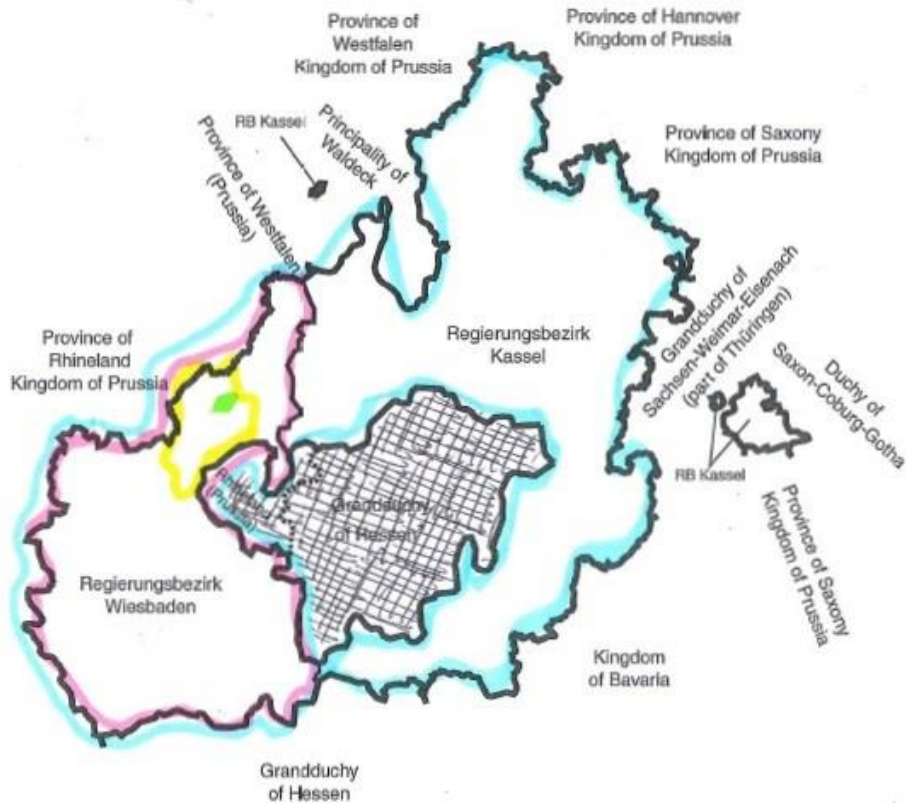 Province of Hannover
Kingdom of Prussia
Province of
Westfalen
Kingdom of Prussia
RB Kassel
Principality of
Waldeck
Province of Westfalen
(Prussia)
Province of Saxony
Kingdom of Prussia
Grandduchy of
Sachsen-Weimar-Eisenach
(part of Thüringen)
Duchy of
Saxon-Coburg-Gotha
Province of
Rhineland
Kingdom of Prussia
Regierungsbezirk
Kassel
RB Kassel
Province of Saxony
Kingdom of Prussia
(Prussia)
Grandduchy
of Hessen
Regierungsbezirk
Wiesbaden
Kingdom
of Bavaria
Grandduchy
of Hessen